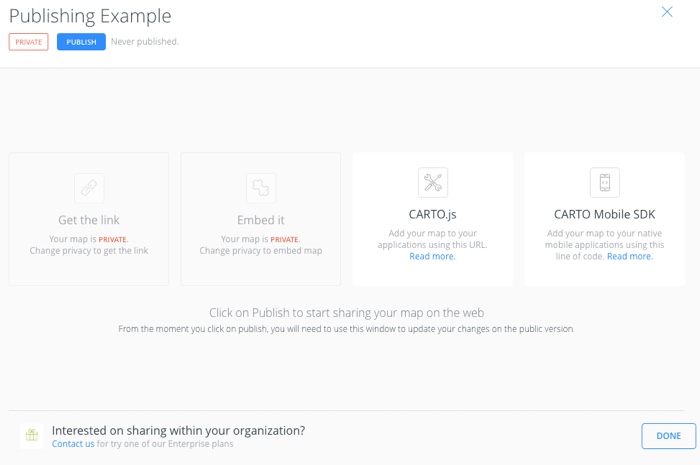 Publishing Example
PRIVATE PUBLISH Never published.
Get the link
Your map is PRIVATE.
Change privacy to get the link
Embed it
Your map is PRIVATE.
Change privacy to embed map
CARTO.js
Add your map to your
applications using this URL.
Read more.
CARTO Mobile SDK
Add your map to your native
mobile applications using this
line of code. Read more.
Click on Publish to start sharing your map on the web
From the moment you click on publish, you will need to use this window to update your changes on the public version.
Interested on sharing within your organization?
Contact us for try one of our Enterprise plans
DONE